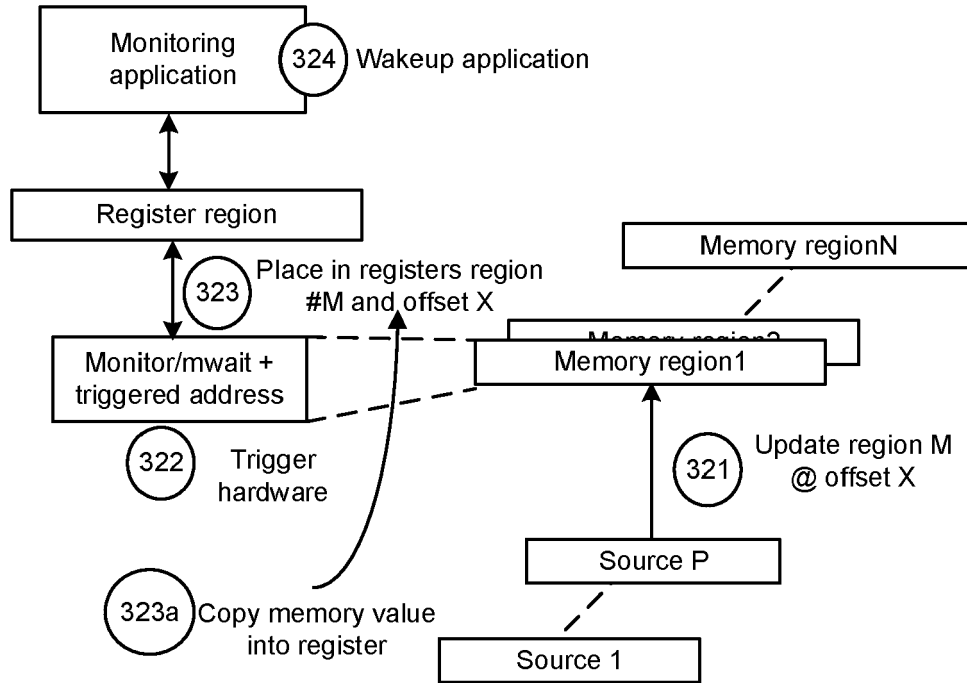 Monitoring
application
324
Wakeup application
Register region
Memory regionN
323
Place in registers region
#M and offset X
Memory region2
Monitor/mwait +
triggered address
Memory region1
322
Trigger
hardware
321
Update region M
@ offset X
Source P
323a
Copy memory value
into register
Source 1